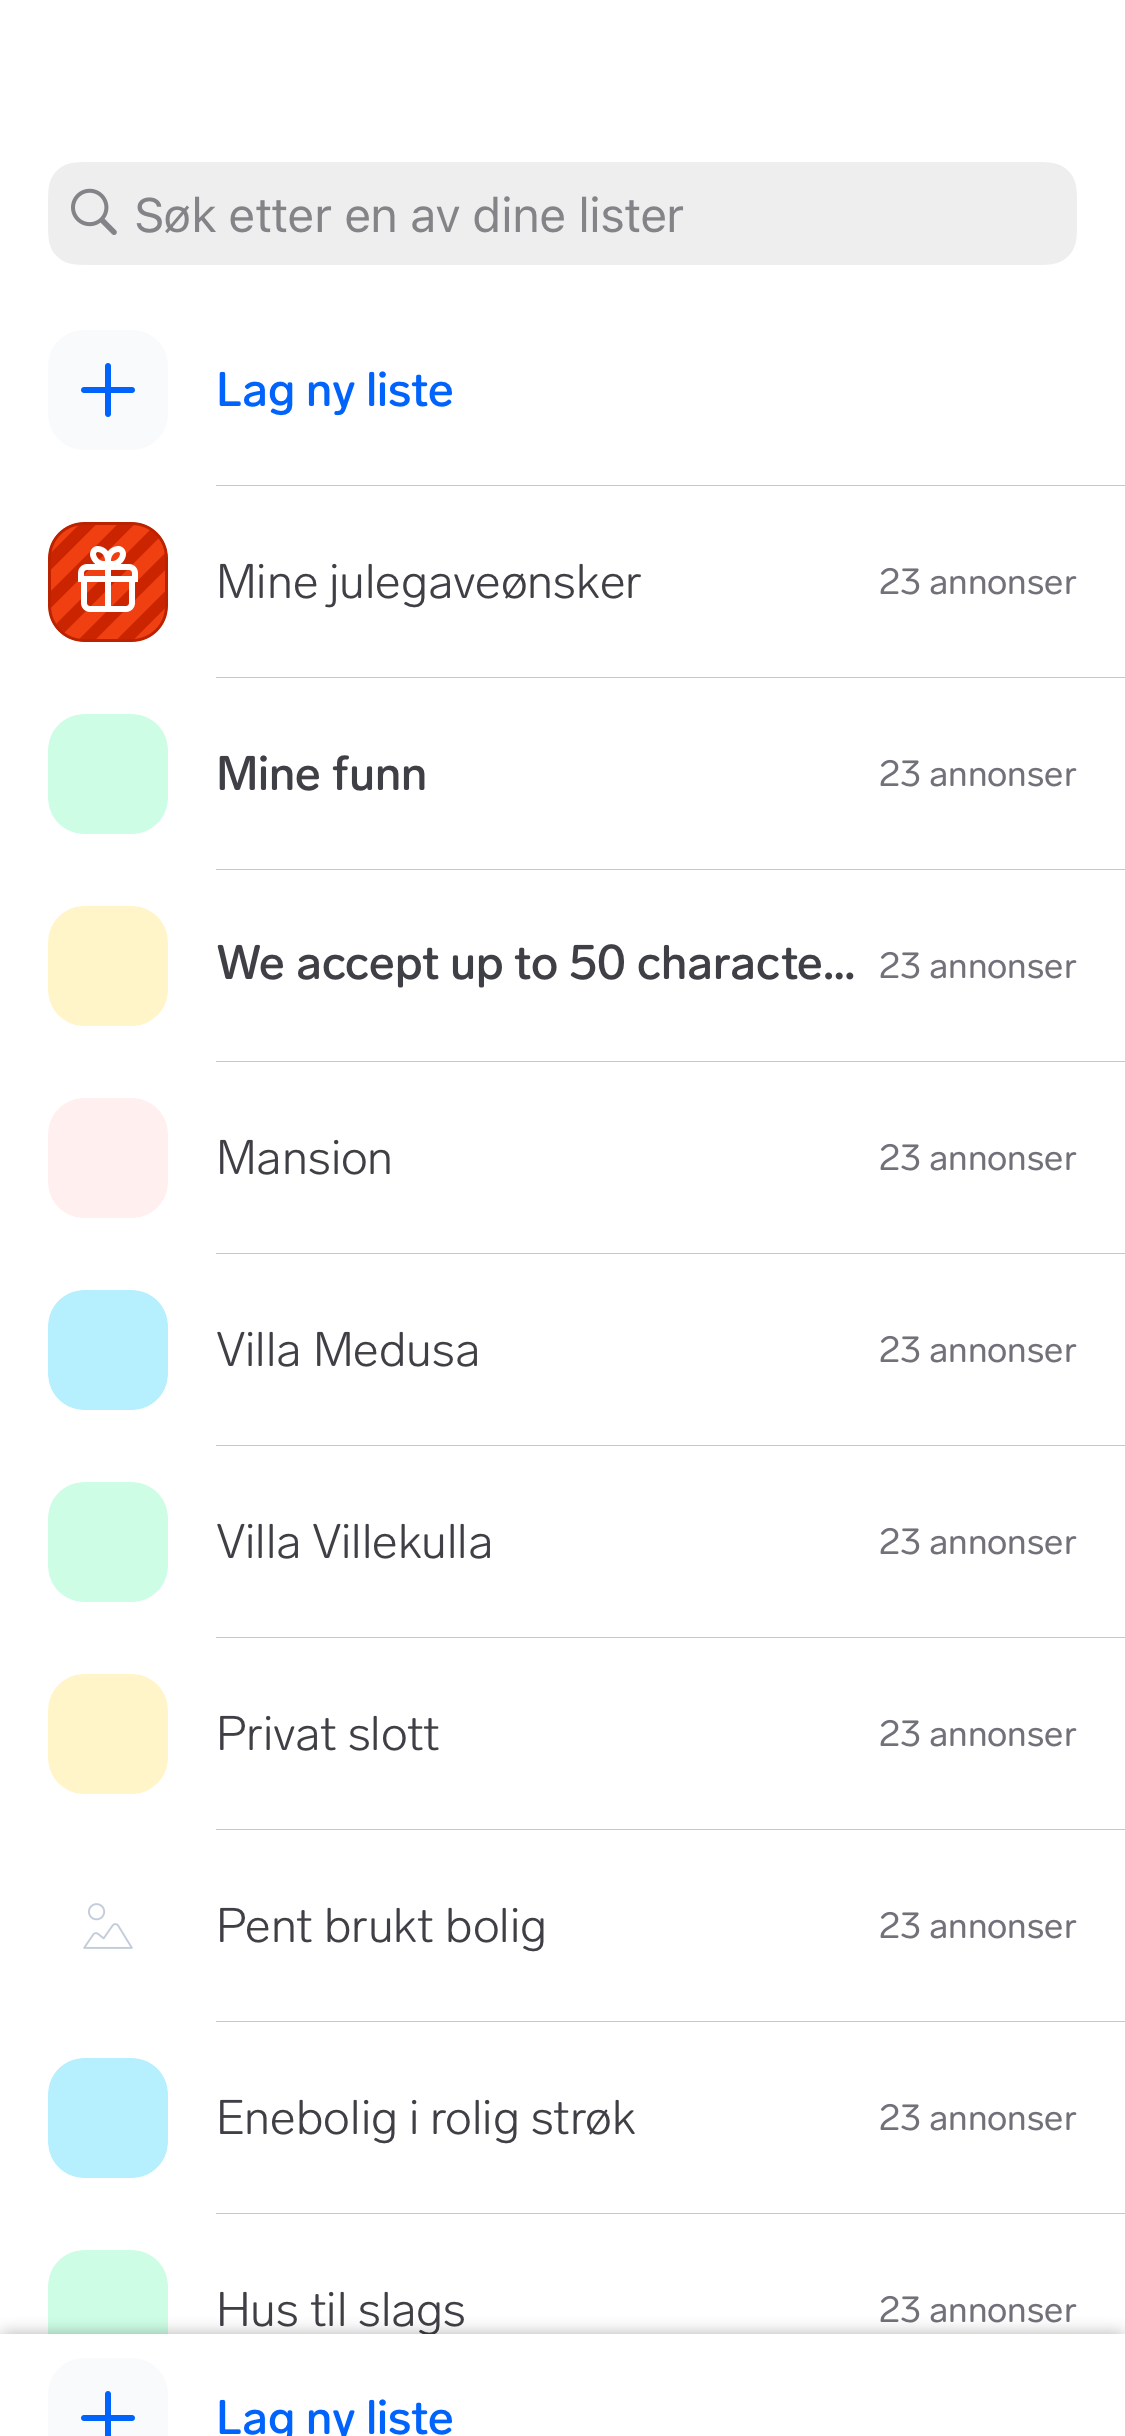 Søk etter en av dine lister
Lag ny liste
Mine julegaveønsker 23 annonser
Mine funn 23 annonser
We accept up to 50 characte... 23 annonser
Mansion 23 annonser
Villa Medusa 23 annonser
Villa Villekulla 23 annonser
Privat slott 23 annonser
Pent brukt bolig 23 annonser
Enebolig i rolig strøk 23 annonser
Hus til slags 23 annonser
Lag ny liste